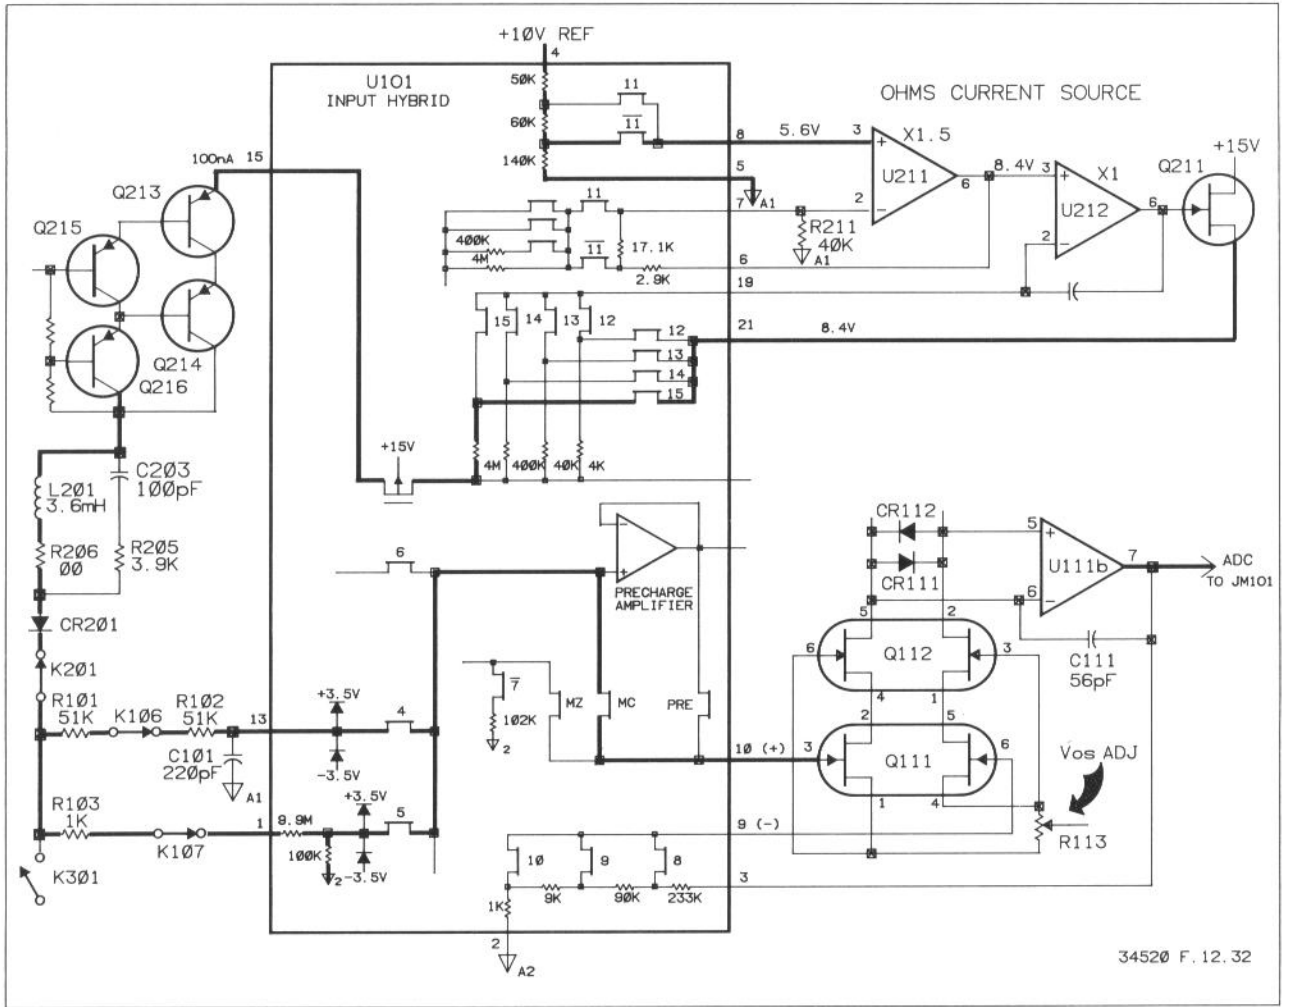 +10V REF
4
U101
INPUT HYBRID
50K
11
OHMS CURRENT SOURCE
60K
11
8
5.6V
3
X1.5
+15V
100nA
15
140K
5
U211
6
8.4V
3
X1
Q211
Q213
A1
+
−
+
U212
6
Q215
11
7
2
R211
40K
A1
2
−
400K
17.1K
4M
11
2.9K
6
19
15
14
13
12
12
21
8.4V
13
14
15
Q214
Q216
+15V
4M
400K
40K
4K
C203
100pF
L201
3.6mH
R206
00
R205
3.9K
6
−
+
PRECHARGE
AMPLIFIER
CR112
5
+
7
ADC
TO JM101
CR111
U111b
6
−
5
2
CR201
6
Q112
3
C111
56pF
K201
4
1
R101
51K
K106
R102
51K
13
+3.5V
4
7
MZ
MC
PRE
102K
2
2
5
C101
220pF
A1
-3.5V
10 (+)
3
Q111
6
Vos ADJ
R103
1K
+3.5V
5
1
4
1
9.9M
9 (-)
K107
100K
2
-3.5V
R113
K301
10
9
8
3
1K
9K
90K
233K
2
A2
34520 F.12.32